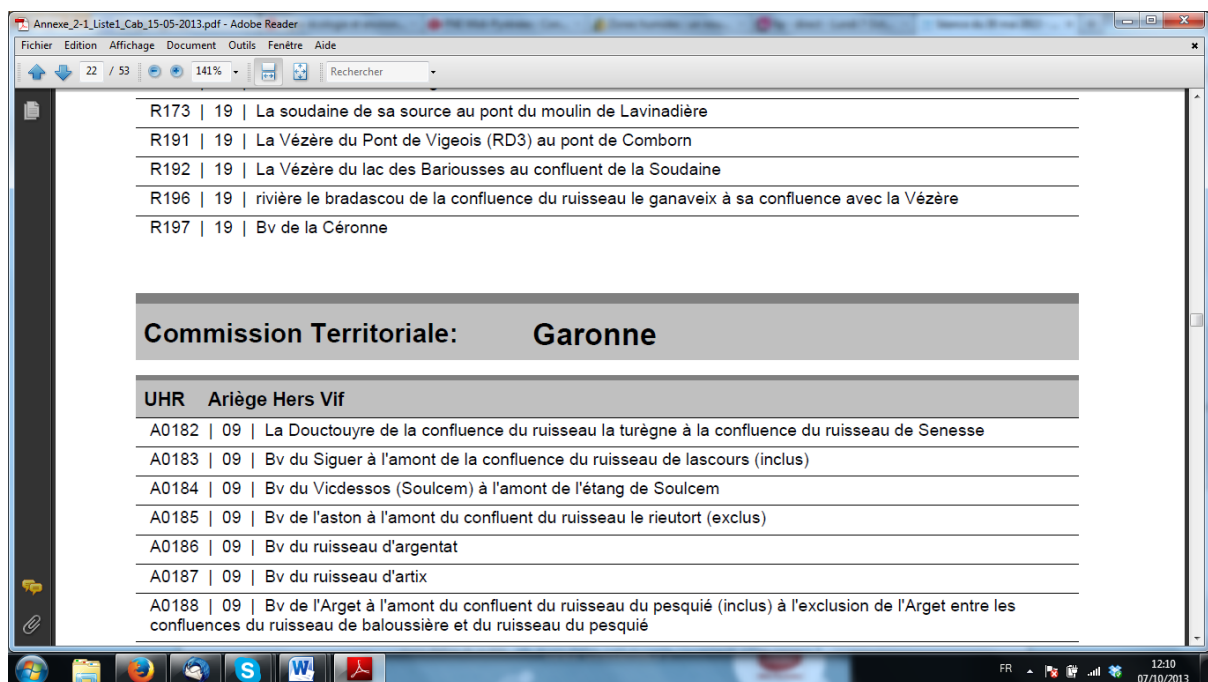 Annexe_2-1_Liste1_Cab_15-05-2013.pdf - Adobe Reader
Fichier Edition Affichage Document Outils Fenêtre Aide
22 / 53 141% Rechercher
R173 | 19 | La soudaine de sa source au pont du moulin de Lavinadière
R191 | 19 | La Vézère du Pont de Vigeois (RD3) au pont de Comborn
R192 | 19 | La Vézère du lac des Bariousses au confluent de la Soudaine
R196 | 19 | rivière le bradascou de la confluence du ruisseau le ganaveix à sa confluence avec la Vézère
R197 | 19 | Bv de la Céronne
Commission Territoriale: Garonne
UHR Ariège Hers Vif
A0182 | 09 | La Douctouyre de la confluence du ruisseau la turègne à la confluence du ruisseau de Senesse
A0183 | 09 | Bv du Siguer à l'amont de la confluence du ruisseau de lascours (inclus)
A0184 | 09 | Bv du Vicdessos (Soulcem) à l'amont de l'étang de Soulcem
A0185 | 09 | Bv de l'aston à l'amont du confluent du ruisseau le rieutort (exclus)
A0186 | 09 | Bv du ruisseau d'argentat
A0187 | 09 | Bv du ruisseau d'artix
A0188 | 09 | Bv de l'Arget à l'amont du confluent du ruisseau du pesquié (inclus) à l'exclusion de l'Arget entre les
confluences du ruisseau de baloussière et du ruisseau du pesquié
FR 12:10
07/10/2013